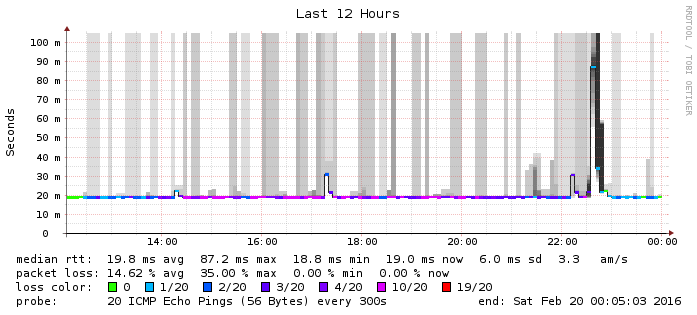 Last 12 Hours
RRDTOOL / TOBI OETIKER
Seconds
100 m
90 m
80 m
70 m
60 m
50 m
40 m
30 m
20 m
10 m
0
14:00 16:00 18:00 20:00 22:00 00:00
median rtt: 19.8 ms avg 87.2 ms max 18.8 ms min 19.0 ms now 6.0 ms sd 3.3 am/s
packet loss: 14.62 % avg 35.00 % max 0.00 % min 0.00 % now
loss color: 0 1/20 2/20 3/20 4/20 10/20 19/20
probe: 20 ICMP Echo Pings (56 Bytes) every 300s end: Sat Feb 20 00:05:03 2016